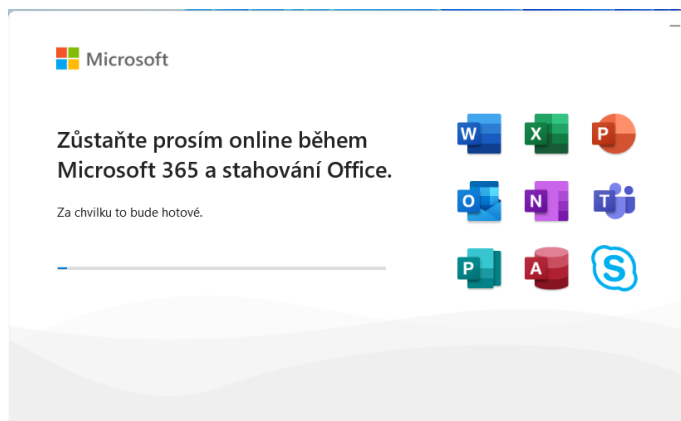 Microsoft
Zůstaňte prosím online během
Microsoft 365 a stahování Office.
Za chvilku to bude hotové.
W X P
O N T
P A S